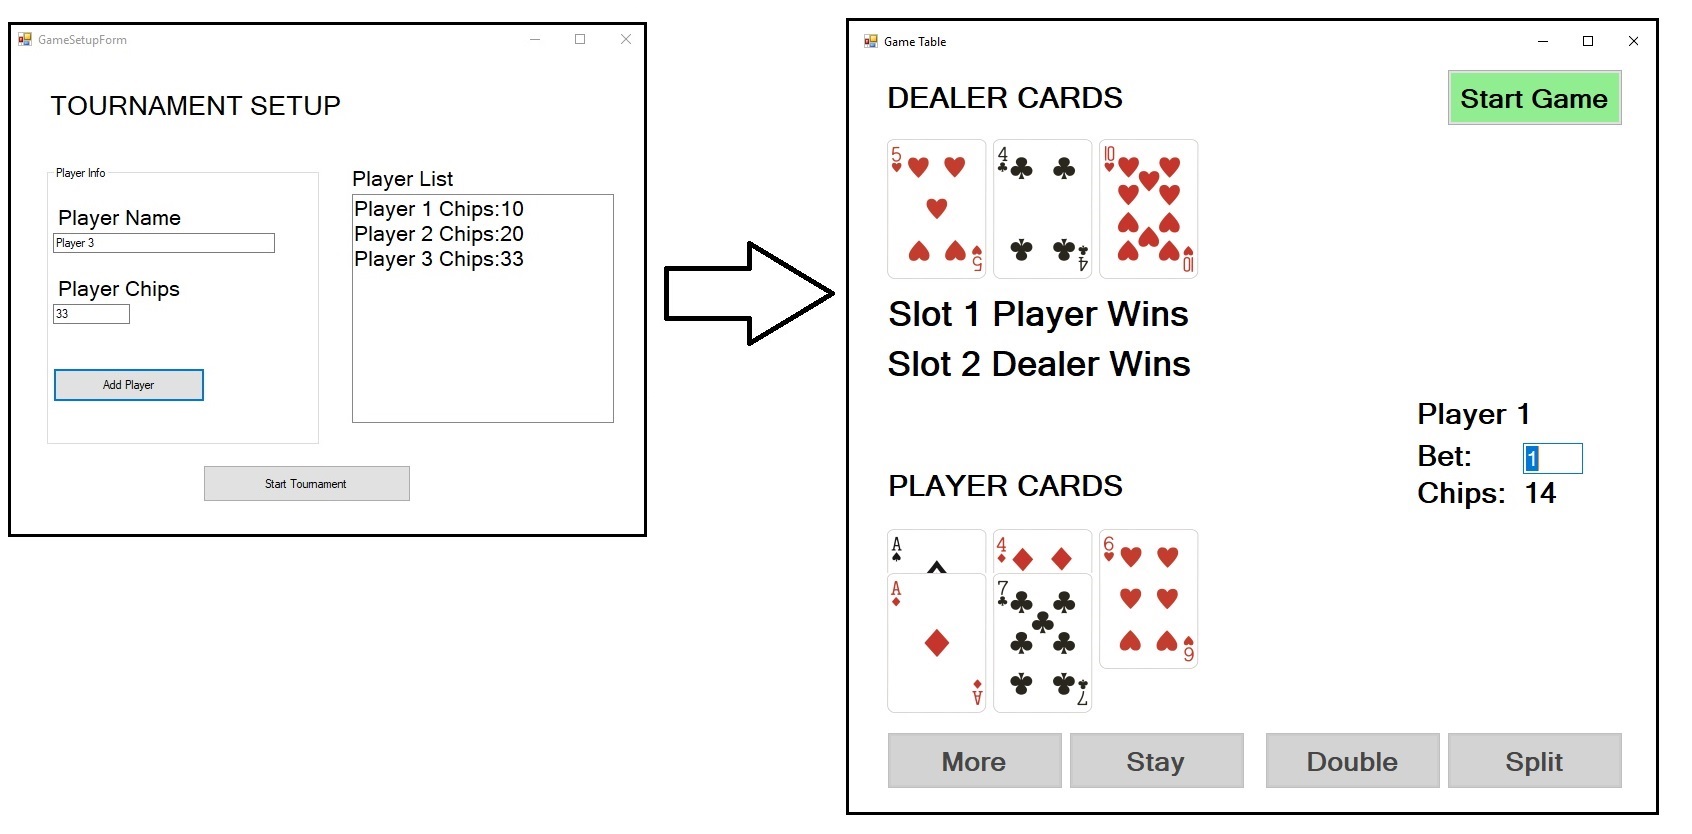 GameSetupForm
TOURNAMENT SETUP
Player Info
Player Name
Player 3
Player Chips
33
Add Player
Player List
Player 1 Chips:10
Player 2 Chips:20
Player 3 Chips:33
Start Tournament
Game Table
DEALER CARDS
Start Game
5 4 10
5 4 10
Slot 1 Player Wins
Slot 2 Dealer Wins
Player 1
Bet: 1
Chips: 14
PLAYER CARDS
A 4 6
A 7
6
A 7
More Stay Double Split